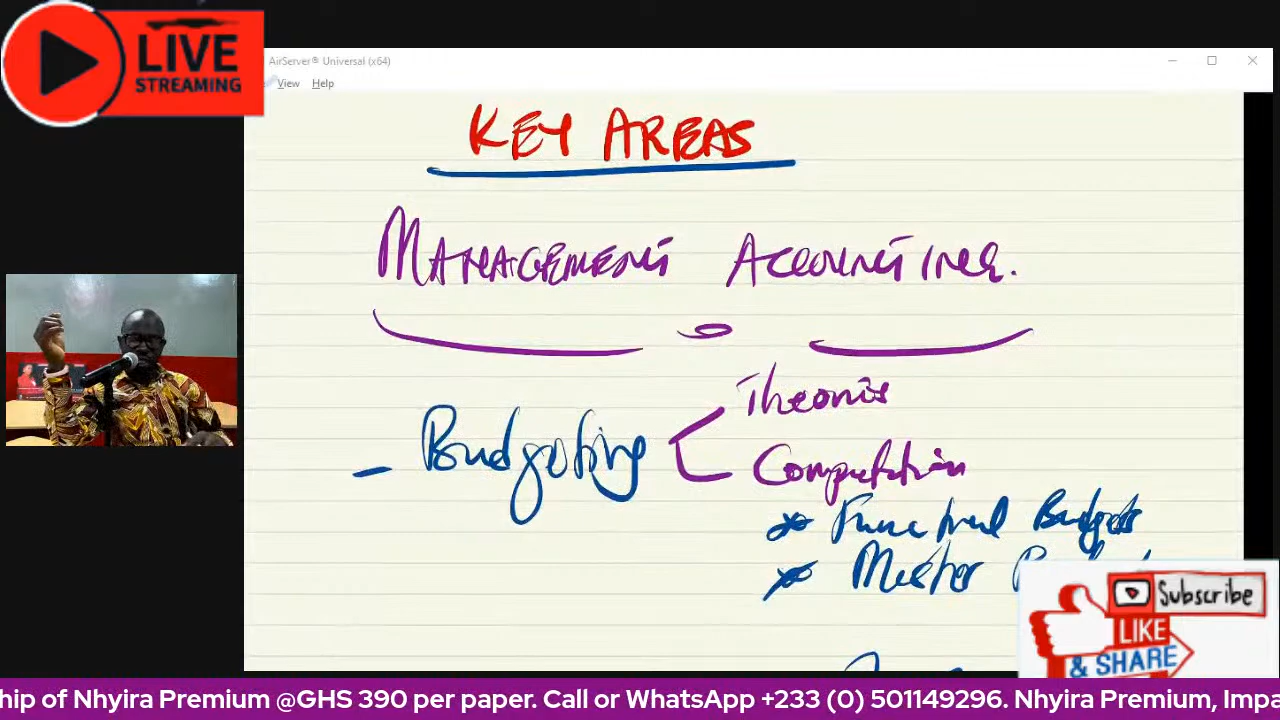 LIVE
STREAMING
AirServer® Universal (x64)
View Help
KEY AREAS
MANAGEMENT ACCOUNTING.
Theories
- Budgeting
Computation
* Functional Budgets
* Master
Subscribe
LIKE
& SHARE
ship of Nhyira Premium @GHS 390 per paper. Call or WhatsApp +233 (0) 501149296. Nhyira Premium, Impa